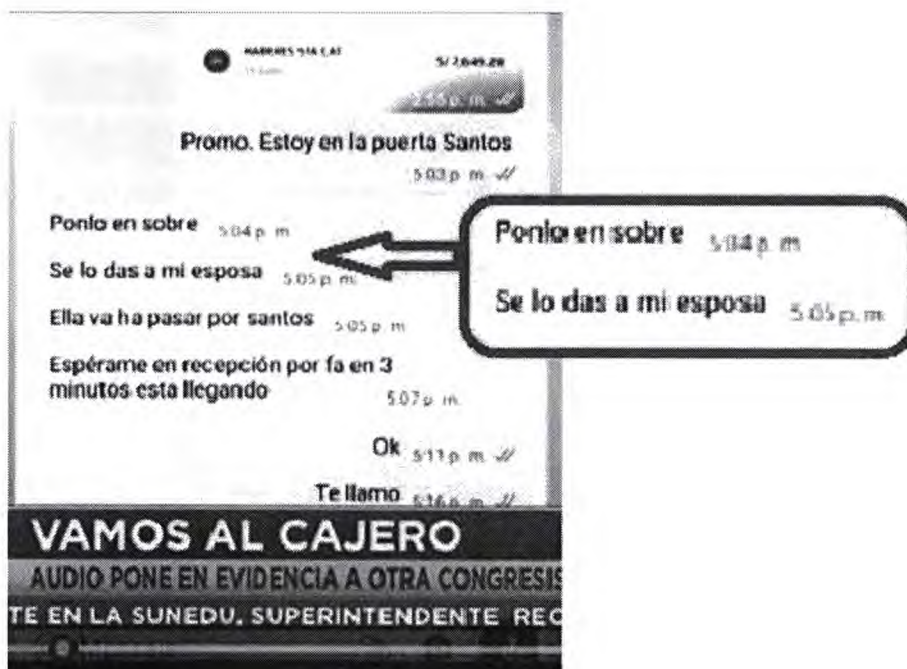 Promo. Estoy en la puerta Santos
5:03 p. m.
Ponlo en sobre 5:04 p. m
Se lo das a mi esposa 5:05 p. m.
Ella va ha pasar por santos 5:05 p. m
Espérame en recepción por fa en 3
minutos esta llegando
5:07 p. m.
Ok 5:11 p. m.
Te llamo 5:16 p. m.
Ponlo en sobre 5:04 p. m
Se lo das a mi esposa 5:05 p. m
VAMOS AL CAJERO
AUDIO PONE EN EVIDENCIA A OTRA CONGRESIS
TE EN LA SUNEDU. SUPERINTENDENTE REC